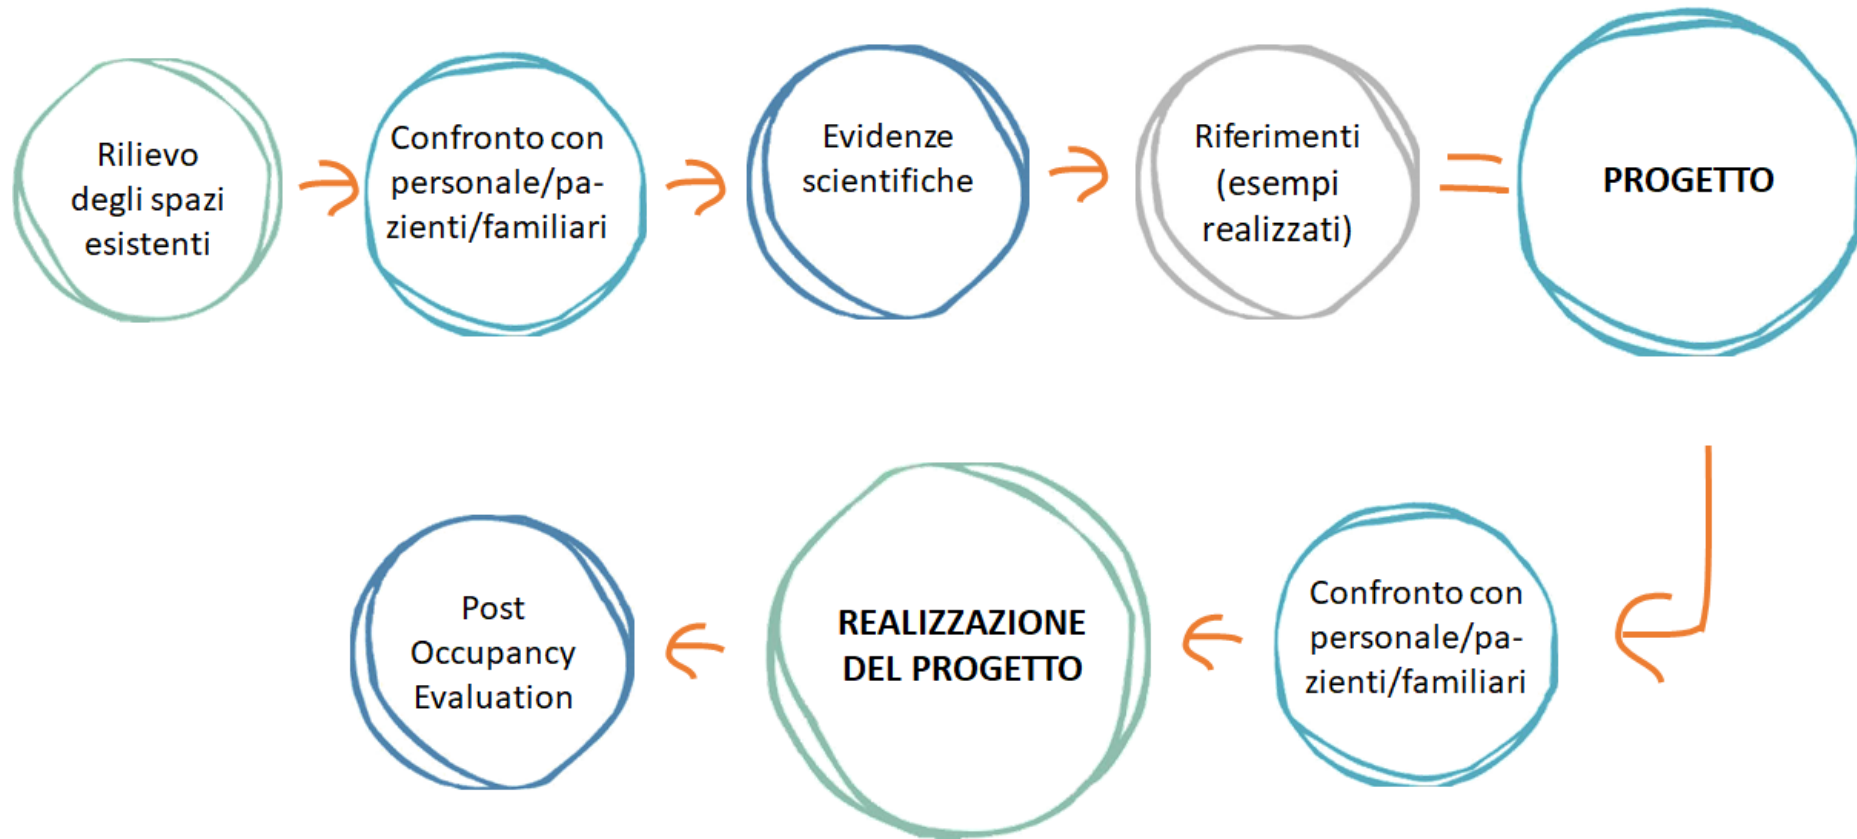 Rilievo
degli spazi
esistenti
Confronto con
personale/pa-
zienti/familiari
Evidenze
scientifiche
Riferimenti
(esempi
realizzati)
PROGETTO
Confronto con
personale/pa-
zienti/familiari
REALIZZAZIONE
DEL PROGETTO
Post
Occupancy
Evaluation